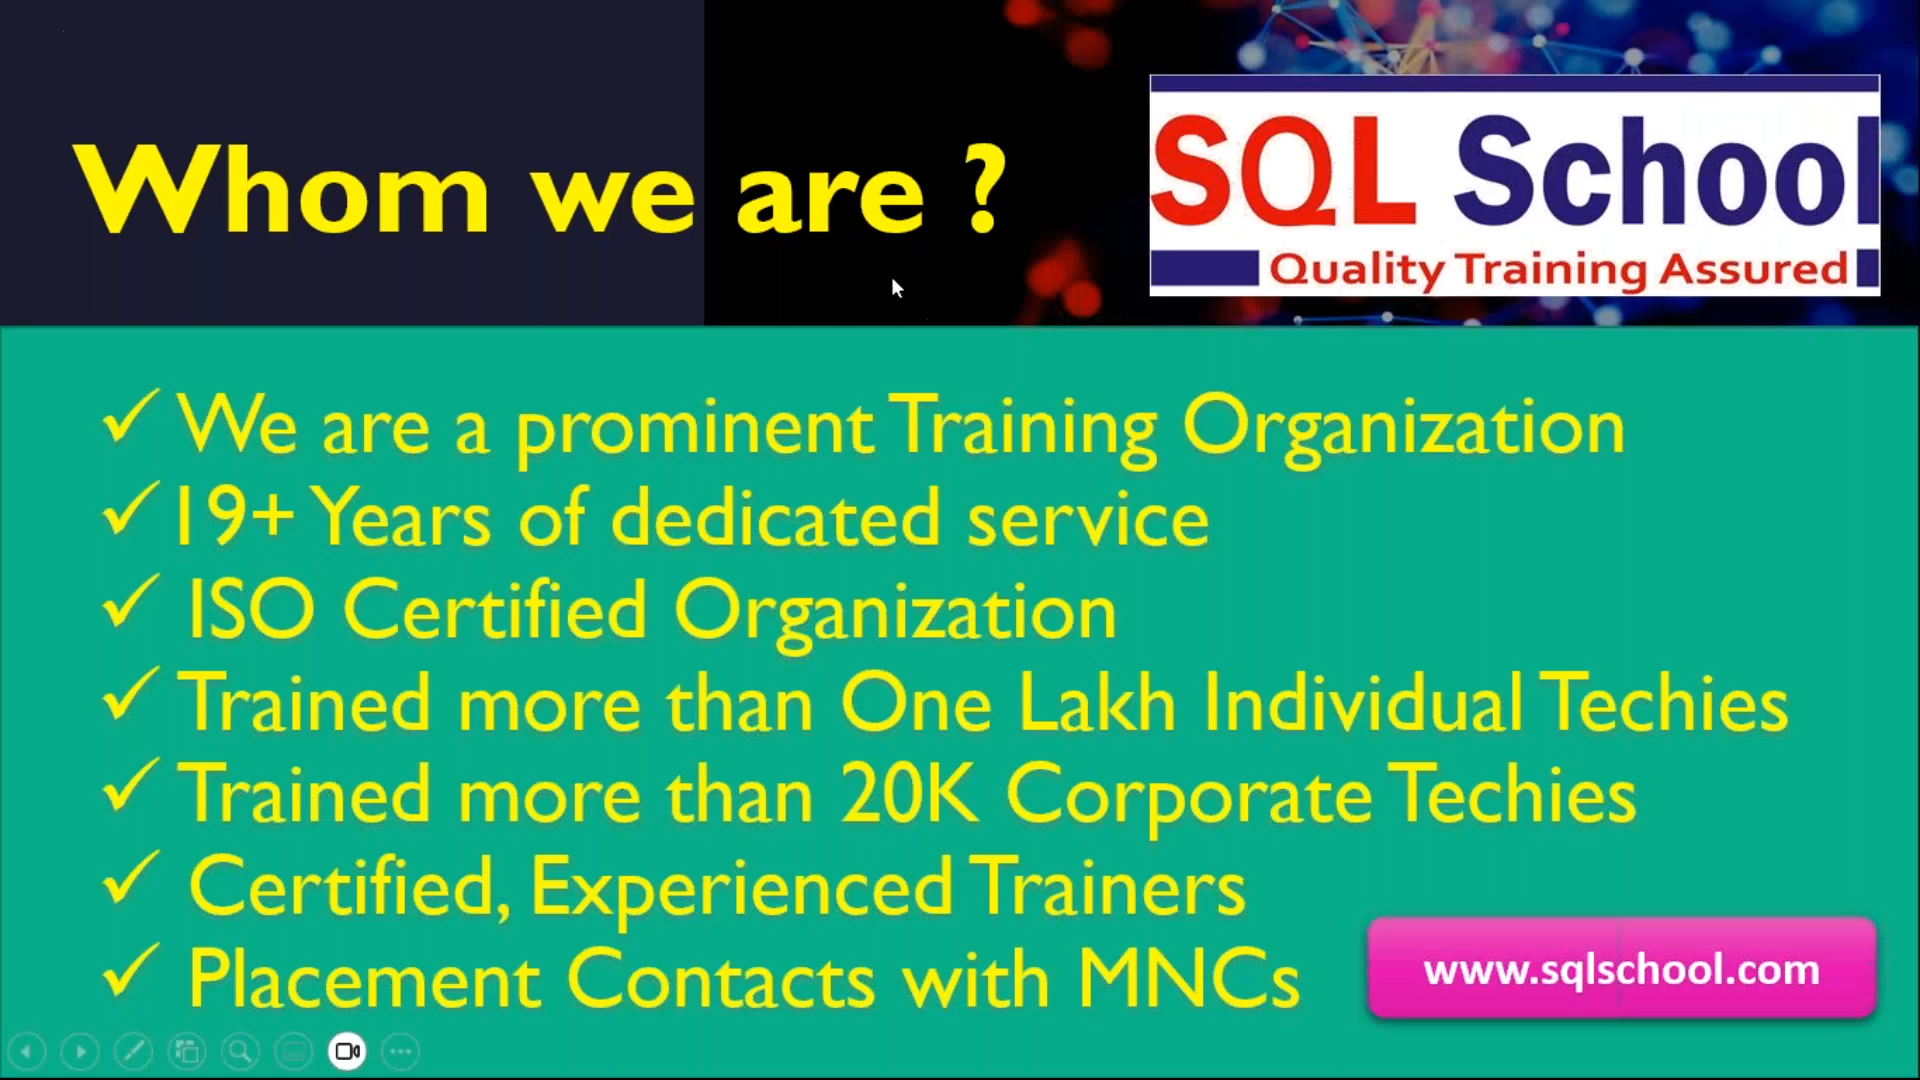 Whom we are ?
SQL School
Quality Training Assured
✓ We are a prominent Training Organization
✓ 19+ Years of dedicated service
✓ ISO Certified Organization
✓ Trained more than One Lakh Individual Techies
✓ Trained more than 20K Corporate Techies
✓ Certified, Experienced Trainers
✓ Placement Contacts with MNCs
www.sqlschool.com